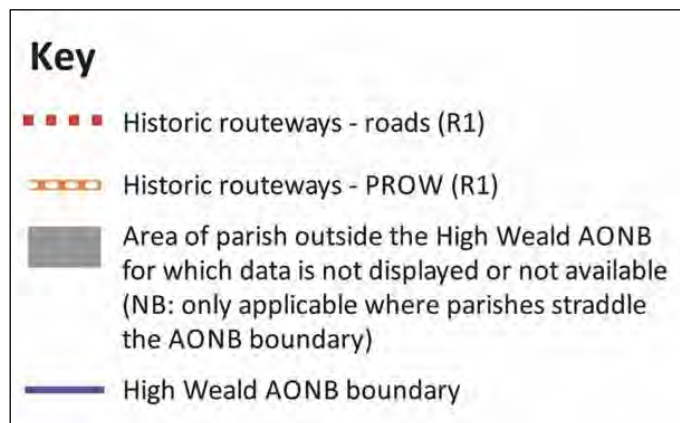 Key
Historic routeways - roads (R1)
Historic routeways - PROW (R1)
Area of parish outside the High Weald AONB
for which data is not displayed or not available
(NB: only applicable where parishes straddle
the AONB boundary)
High Weald AONB boundary